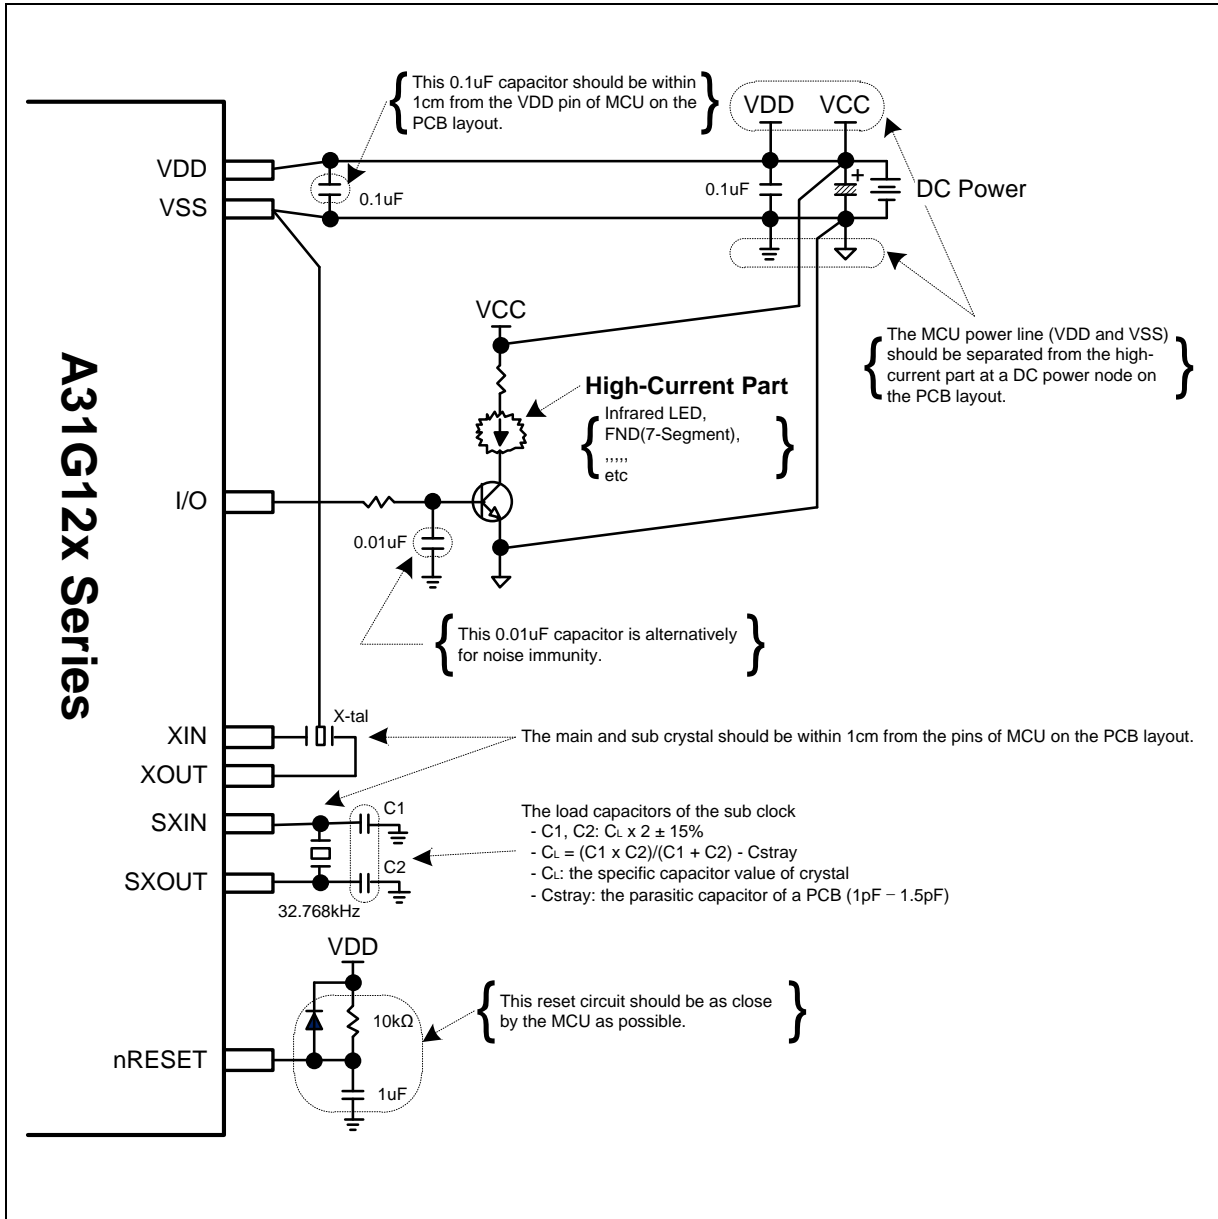 This 0.1uF capacitor should be within
1cm from the VDD pin of MCU on the
PCB layout.
VDD VCC
VDD
VSS
0.1uF
0.1uF
+
DC Power
VCC
The MCU power line (VDD and VSS)
should be separated from the high-
current part at a DC power node on
the PCB layout.
High-Current Part
Infrared LED,
FND(7-Segment),
,,,,,
etc
A31G12x Series
I/O
0.01uF
This 0.01uF capacitor is alternatively
for noise immunity.
X-tal
XIN
The main and sub crystal should be within 1cm from the pins of MCU on the PCB layout.
XOUT
SXIN
C1
The load capacitors of the sub clock
- C1, C2: CL x 2 ± 15%
- CL = (C1 x C2)/(C1 + C2) - Cstray
- CL: the specific capacitor value of crystal
- Cstray: the parasitic capacitor of a PCB (1pF – 1.5pF)
C2
SXOUT
32.768kHz
VDD
10kΩ
This reset circuit should be as close
by the MCU as possible.
nRESET
1uF